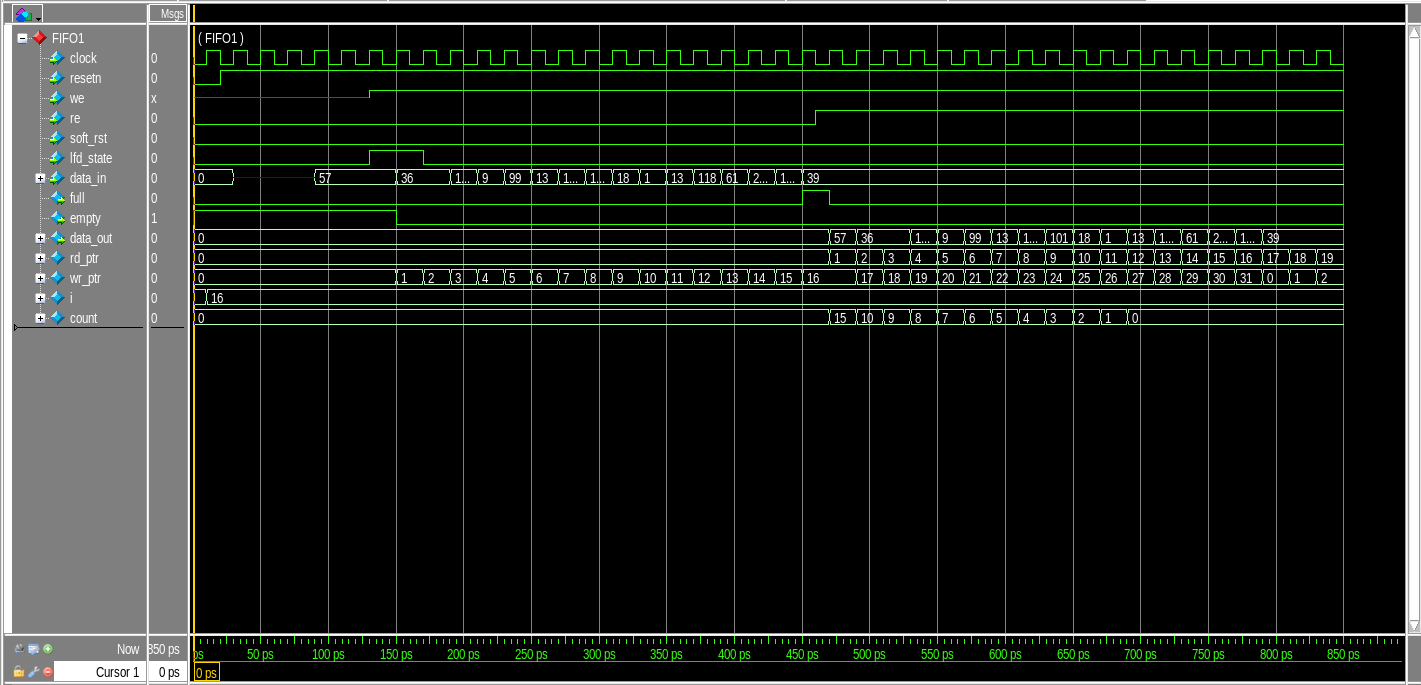 Msgs
FIFO1
( FIFO1 )
clock 0
resetn 0
we x
re 0
soft_rst 0
lfd_state 0
data_in 0 0 57 36 1... 9 99 13 1... 1... 18 1 13 118 61 2... 1... 39
full 0
empty 1
data_out 0 0 57 36 1... 9 99 13 1... 101 18 1 13 1... 61 2... 1... 39
rd_ptr 0 0 1 2 3 4 5 6 7 8 9 10 11 12 13 14 15 16 17 18 19
wr_ptr 0 0 1 2 3 4 5 6 7 8 9 10 11 12 13 14 15 16 17 18 19 20 21 22 23 24 25 26 27 28 29 30 31 0 1 2
i 0 16
count 0 0 15 10 9 8 7 6 5 4 3 2 1 0
Now 850 ps ps 50 ps 100 ps 150 ps 200 ps 250 ps 300 ps 350 ps 400 ps 450 ps 500 ps 550 ps 600 ps 650 ps 700 ps 750 ps 800 ps 850 ps
Cursor 1 0 ps 0 ps